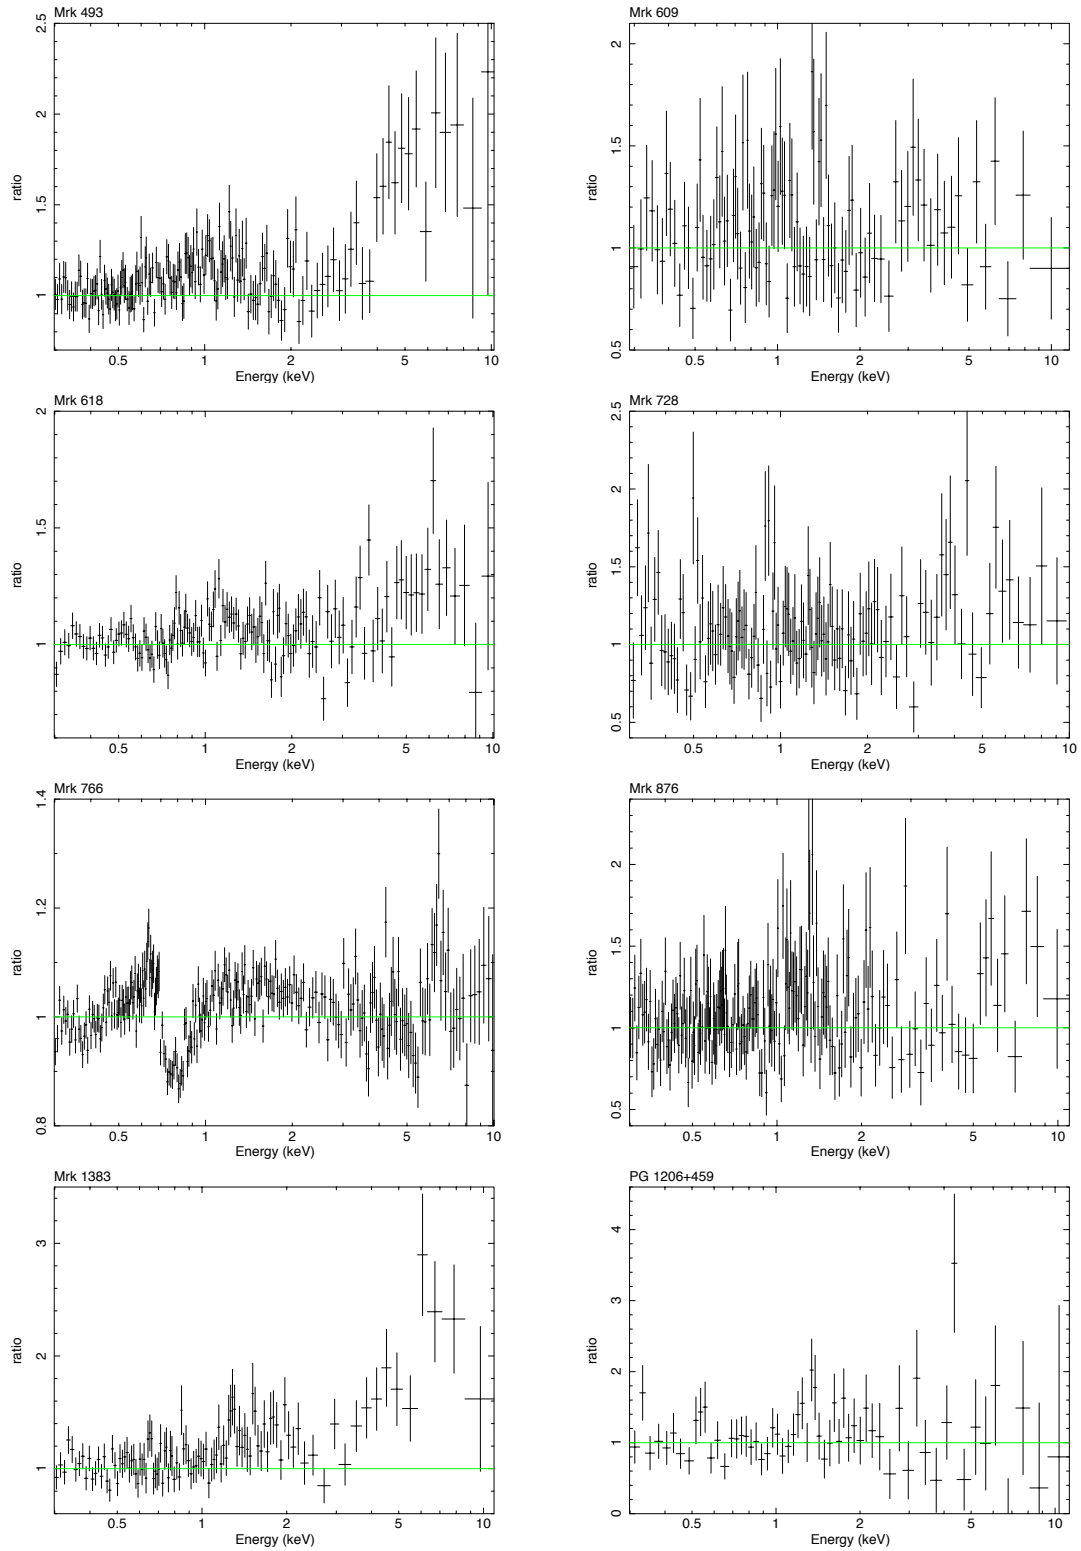 Mrk 493
ratio
2.5
2
1.5
1
0.5 1 2 5 10
Energy (keV)
Mrk 609
ratio
2
1.5
1
0.5
0.5 1 2 5 10
Energy (keV)
Mrk 618
ratio
2
1.5
1
0.5 1 2 5 10
Energy (keV)
Mrk 728
ratio
2.5
2
1.5
1
0.5
0.5 1 2 5 10
Energy (keV)
Mrk 766
ratio
1.4
1.2
1
0.8
0.5 1 2 5 10
Energy (keV)
Mrk 876
ratio
2
1.5
1
0.5
0.5 1 2 5 10
Energy (keV)
Mrk 1383
ratio
3
2
1
0.5 1 2 5 10
Energy (keV)
PG 1206+459
ratio
4
3
2
1
0
0.5 1 2 5 10
Energy (keV)